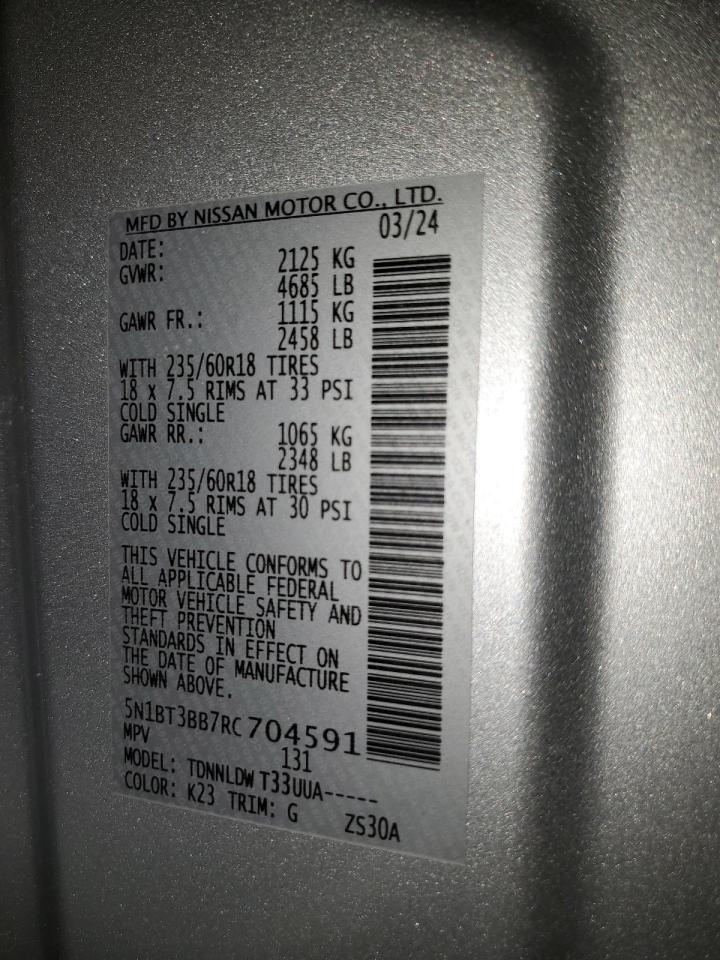 MFD BY NISSAN MOTOR CO., LTD.
DATE: 03/24
GVWR: 2125 KG
4685 LB
GAWR FR.: 1115 KG
2458 LB
WITH 235/60R18 TIRES
18 x 7.5 RIMS AT 33 PSI
COLD SINGLE
GAWR RR.: 1065 KG
2348 LB
WITH 235/60R18 TIRES
18 x 7.5 RIMS AT 30 PSI
COLD SINGLE
THIS VEHICLE CONFORMS TO
ALL APPLICABLE FEDERAL
MOTOR VEHICLE SAFETY AND
THEFT PREVENTION
STANDARDS IN EFFECT ON
THE DATE OF MANUFACTURE
SHOWN ABOVE.
5N1BT3BB7RC704591
MPV 131
MODEL: TDNNLDWT33UUA-----
COLOR: K23 TRIM: G ZS30A